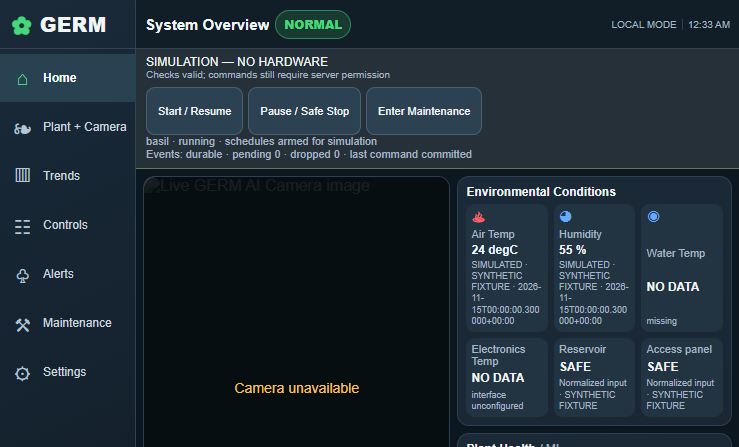 GERM
System Overview NORMAL
LOCAL MODE 12:33 AM
Home
Plant + Camera
Trends
Controls
Alerts
Maintenance
Settings
SIMULATION — NO HARDWARE
Checks valid; commands still require server permission
Start / Resume
Pause / Safe Stop
Enter Maintenance
basil · running · schedules armed for simulation
Events: durable · pending 0 · dropped 0 · last command committed
Live GERM AI Camera image
Camera unavailable
Environmental Conditions
Air Temp
24 degC
SIMULATED ·
SYNTHETIC
FIXTURE · 2026-
11-
15T00:00:00.300
000+00:00
Humidity
55 %
SIMULATED ·
SYNTHETIC
FIXTURE · 2026-
11-
15T00:00:00.300
000+00:00
Water Temp
NO DATA
missing
Electronics
Temp
NO DATA
interface
unconfigured
Reservoir
SAFE
Normalized input
· SYNTHETIC
FIXTURE
Access panel
SAFE
Normalized input
· SYNTHETIC
FIXTURE
Plant Health / ML